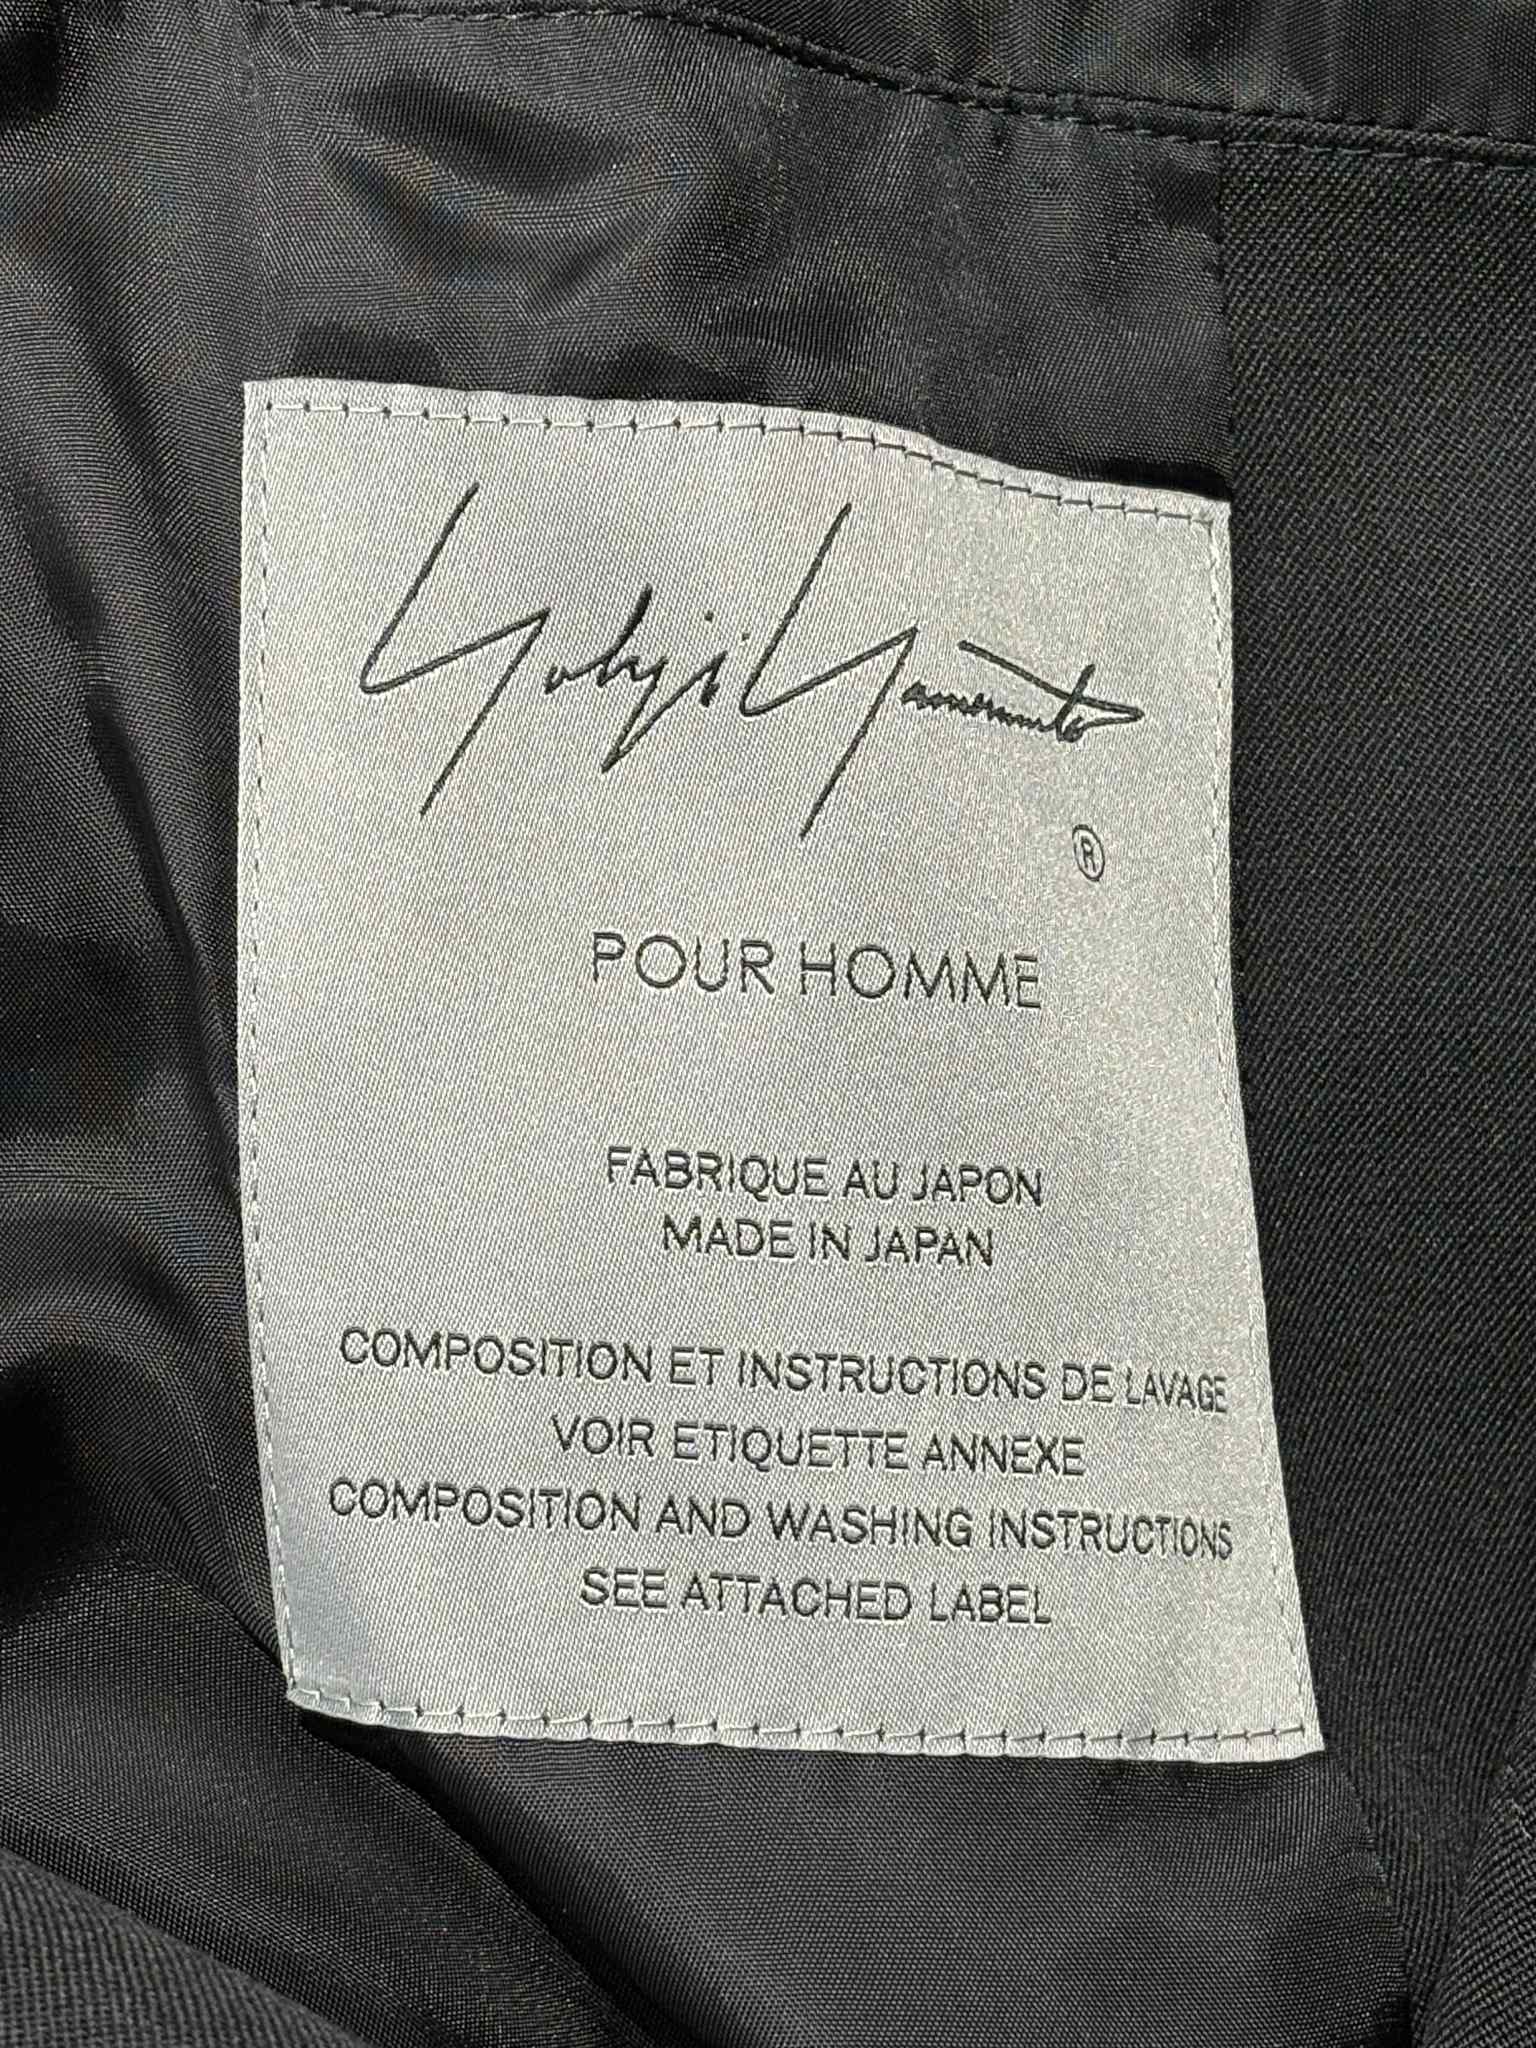 Yohji Yamamoto
®
POUR HOMME
FABRIQUE AU JAPON
MADE IN JAPAN
COMPOSITION ET INSTRUCTIONS DE LAVAGE
VOIR ETIQUETTE ANNEXE
COMPOSITION AND WASHING INSTRUCTIONS
SEE ATTACHED LABEL